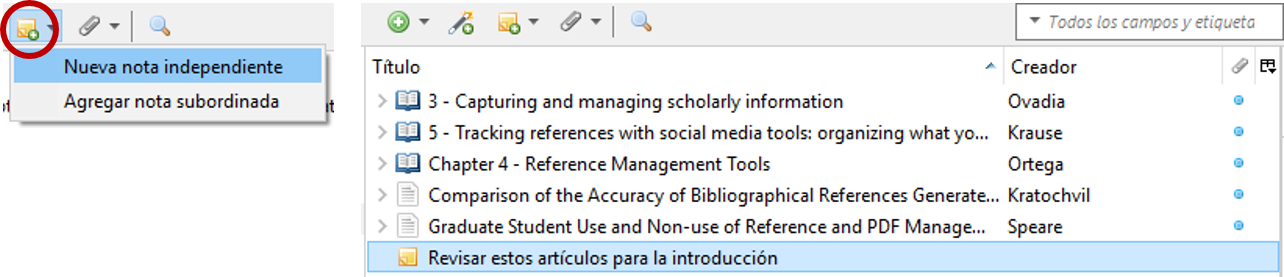 Nueva nota independiente
Agregar nota subordinada
Todos los campos y etiqueta
Título Creador
3 - Capturing and managing scholarly information Ovadia
5 - Tracking references with social media tools: organizing what yo... Krause
Chapter 4 - Reference Management Tools Ortega
Comparison of the Accuracy of Bibliographical References Generate... Kratochvil
Graduate Student Use and Non-use of Reference and PDF Manage... Speare
Revisar estos artículos para la introducción